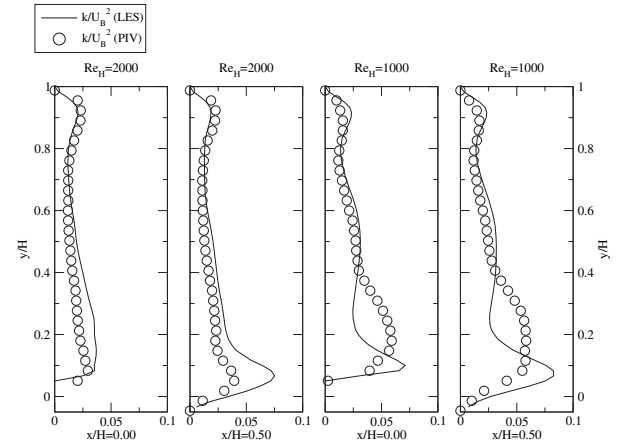 k/U_B^2 (LES)
k/U_B^2 (PIV)
Re_H=2000 Re_H=2000 Re_H=1000 Re_H=1000
1 1
0.8 0.8
0.6 0.6
y/H y/H
0.4 0.4
0.2 0.2
0 0
0 0.05 0.1 0 0.05 0.1 0 0.05 0.1 0 0.05 0.1
x/H=0.00 x/H=0.50 x/H=0.00 x/H=0.50